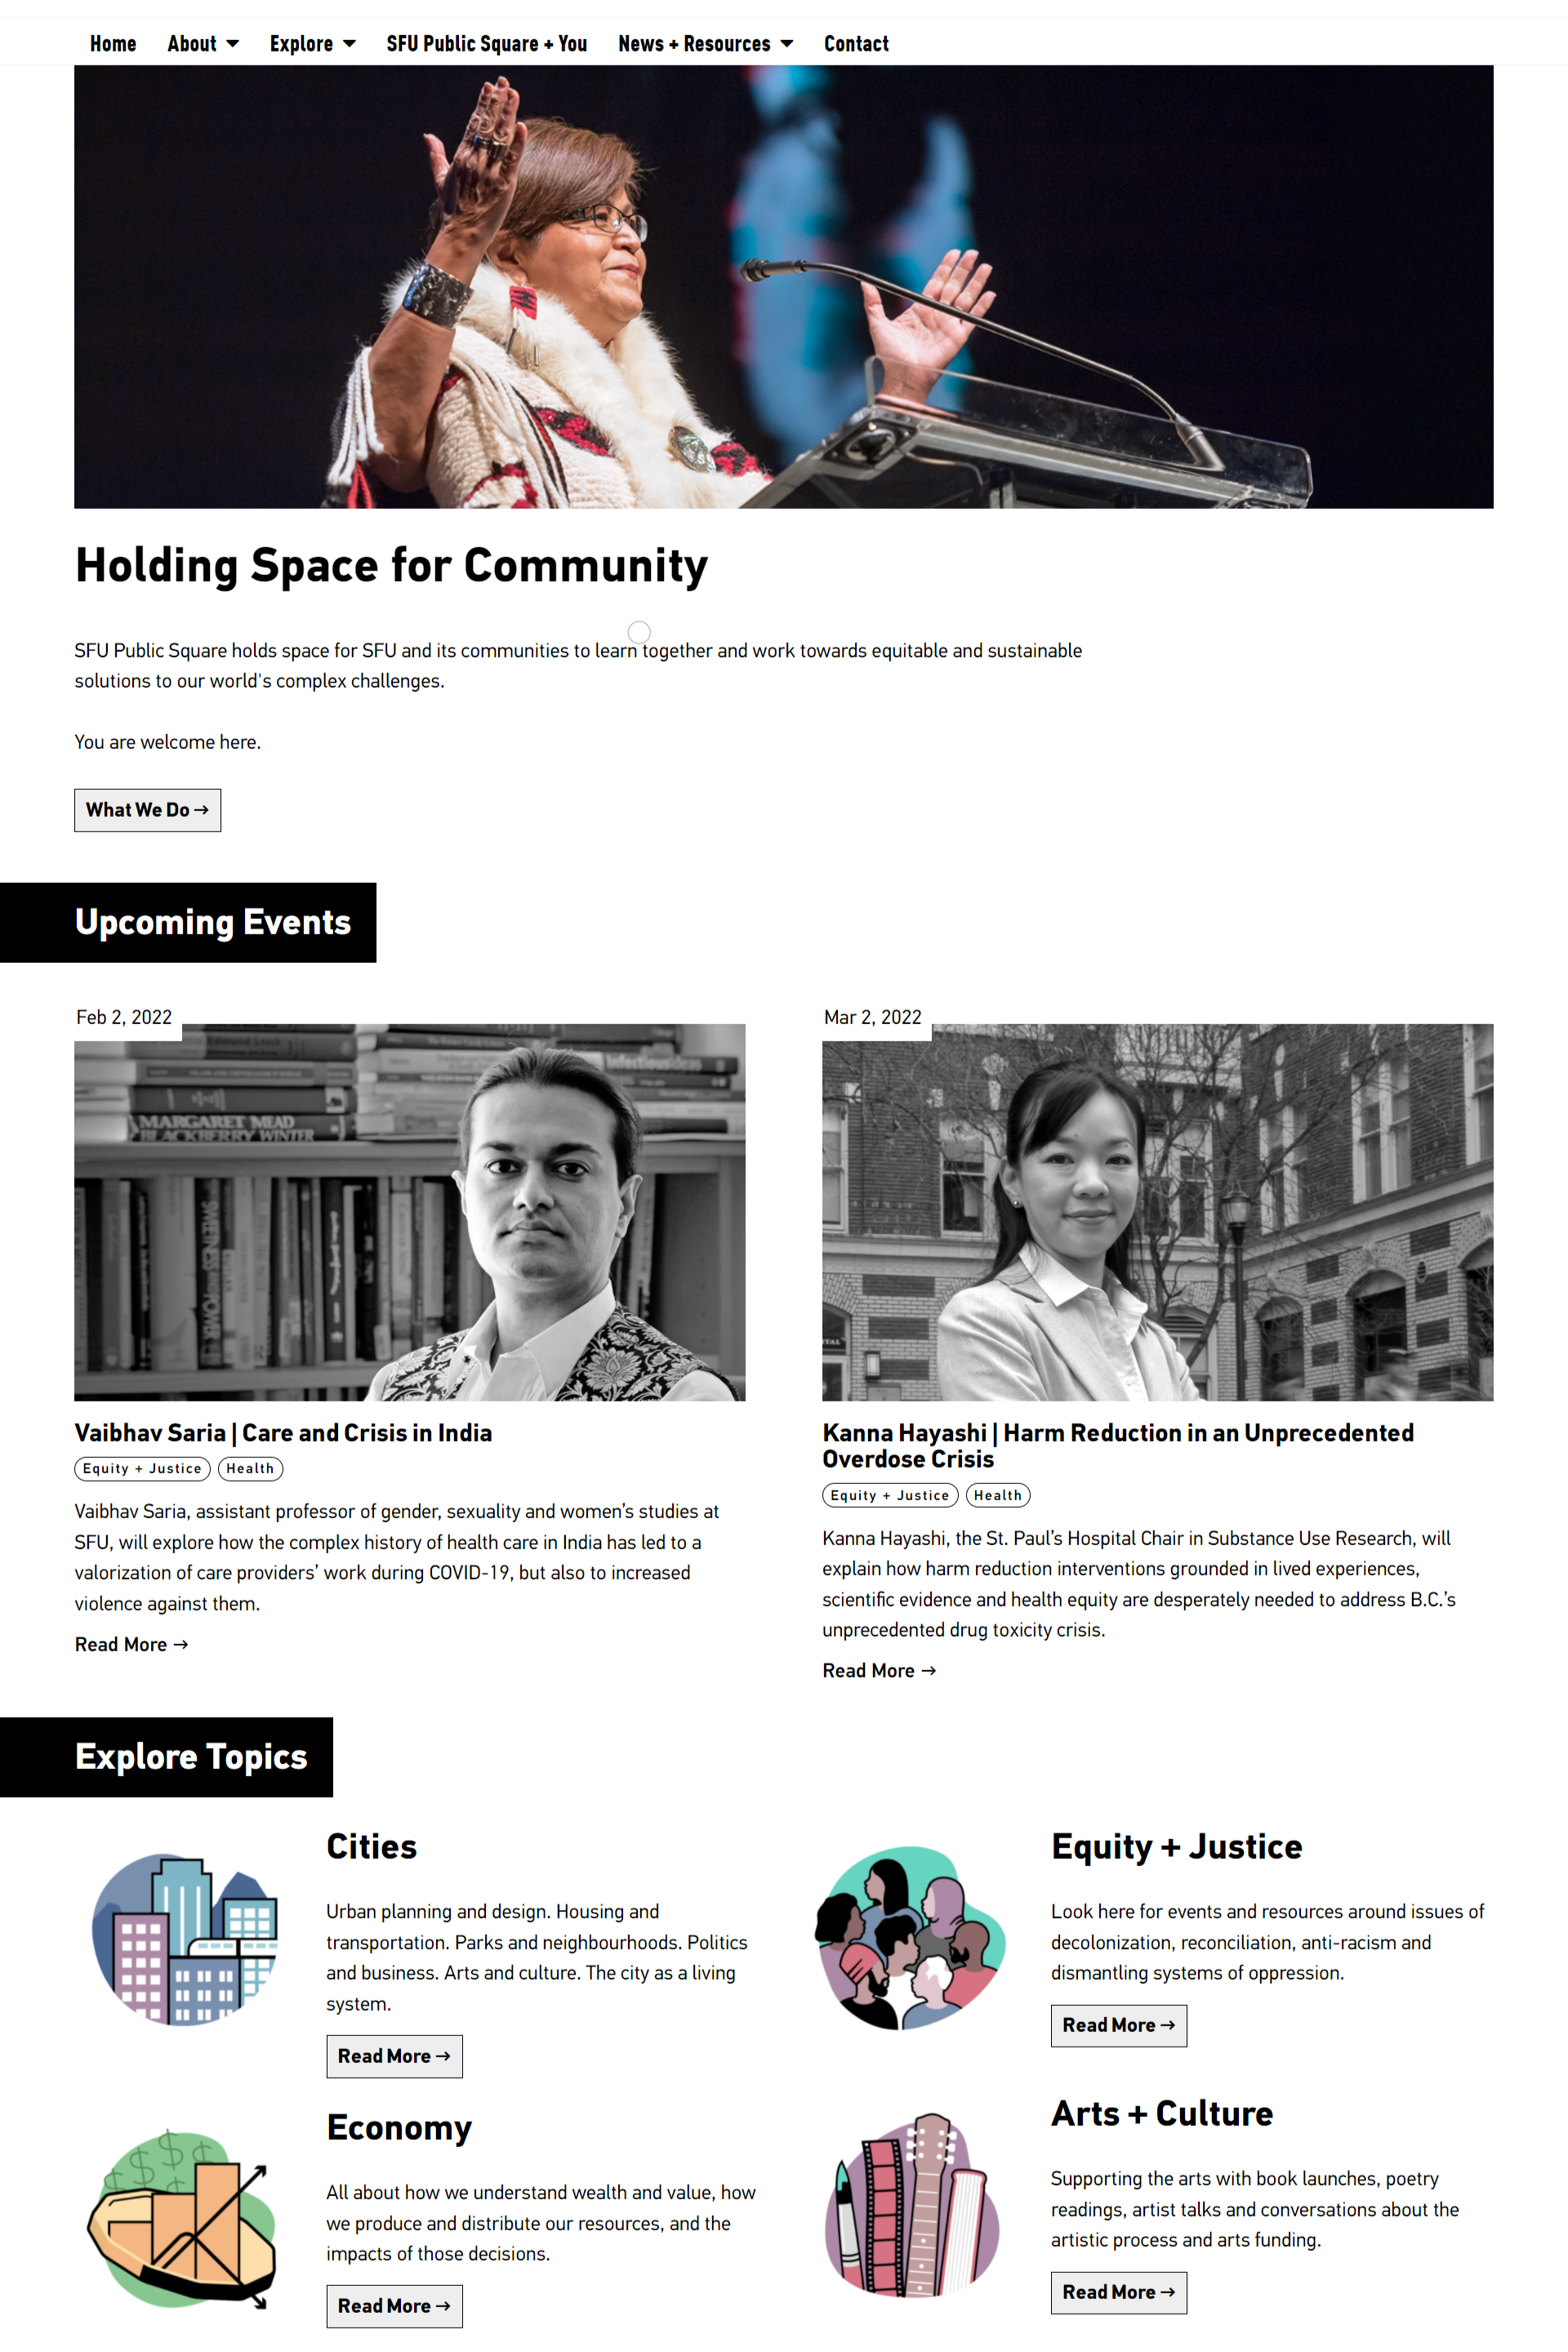 Home About Explore SFU Public Square + You News + Resources Contact
Holding Space for Community
SFU Public Square holds space for SFU and its communities to learn together and work towards equitable and sustainable
solutions to our world's complex challenges.
You are welcome here.
What We Do →
Upcoming Events
Feb 2, 2022
Infectious Ideas
MARGARET MEAD
BLACKBERRY WINTER
Vaibhav Saria | Care and Crisis in India
Equity + Justice Health
Vaibhav Saria, assistant professor of gender, sexuality and women’s studies at
SFU, will explore how the complex history of health care in India has led to a
valorization of care providers’ work during COVID-19, but also to increased
violence against them.
Read More →
Mar 2, 2022
Kanna Hayashi | Harm Reduction in an Unprecedented
Overdose Crisis
Equity + Justice Health
Kanna Hayashi, the St. Paul’s Hospital Chair in Substance Use Research, will
explain how harm reduction interventions grounded in lived experiences,
scientific evidence and health equity are desperately needed to address B.C.’s
unprecedented drug toxicity crisis.
Read More →
Explore Topics
Cities
Urban planning and design. Housing and
transportation. Parks and neighbourhoods. Politics
and business. Arts and culture. The city as a living
system.
Read More →
Equity + Justice
Look here for events and resources around issues of
decolonization, reconciliation, anti-racism and
dismantling systems of oppression.
Read More →
Economy
All about how we understand wealth and value, how
we produce and distribute our resources, and the
impacts of those decisions.
Read More →
Arts + Culture
Supporting the arts with book launches, poetry
readings, artist talks and conversations about the
artistic process and arts funding.
Read More →